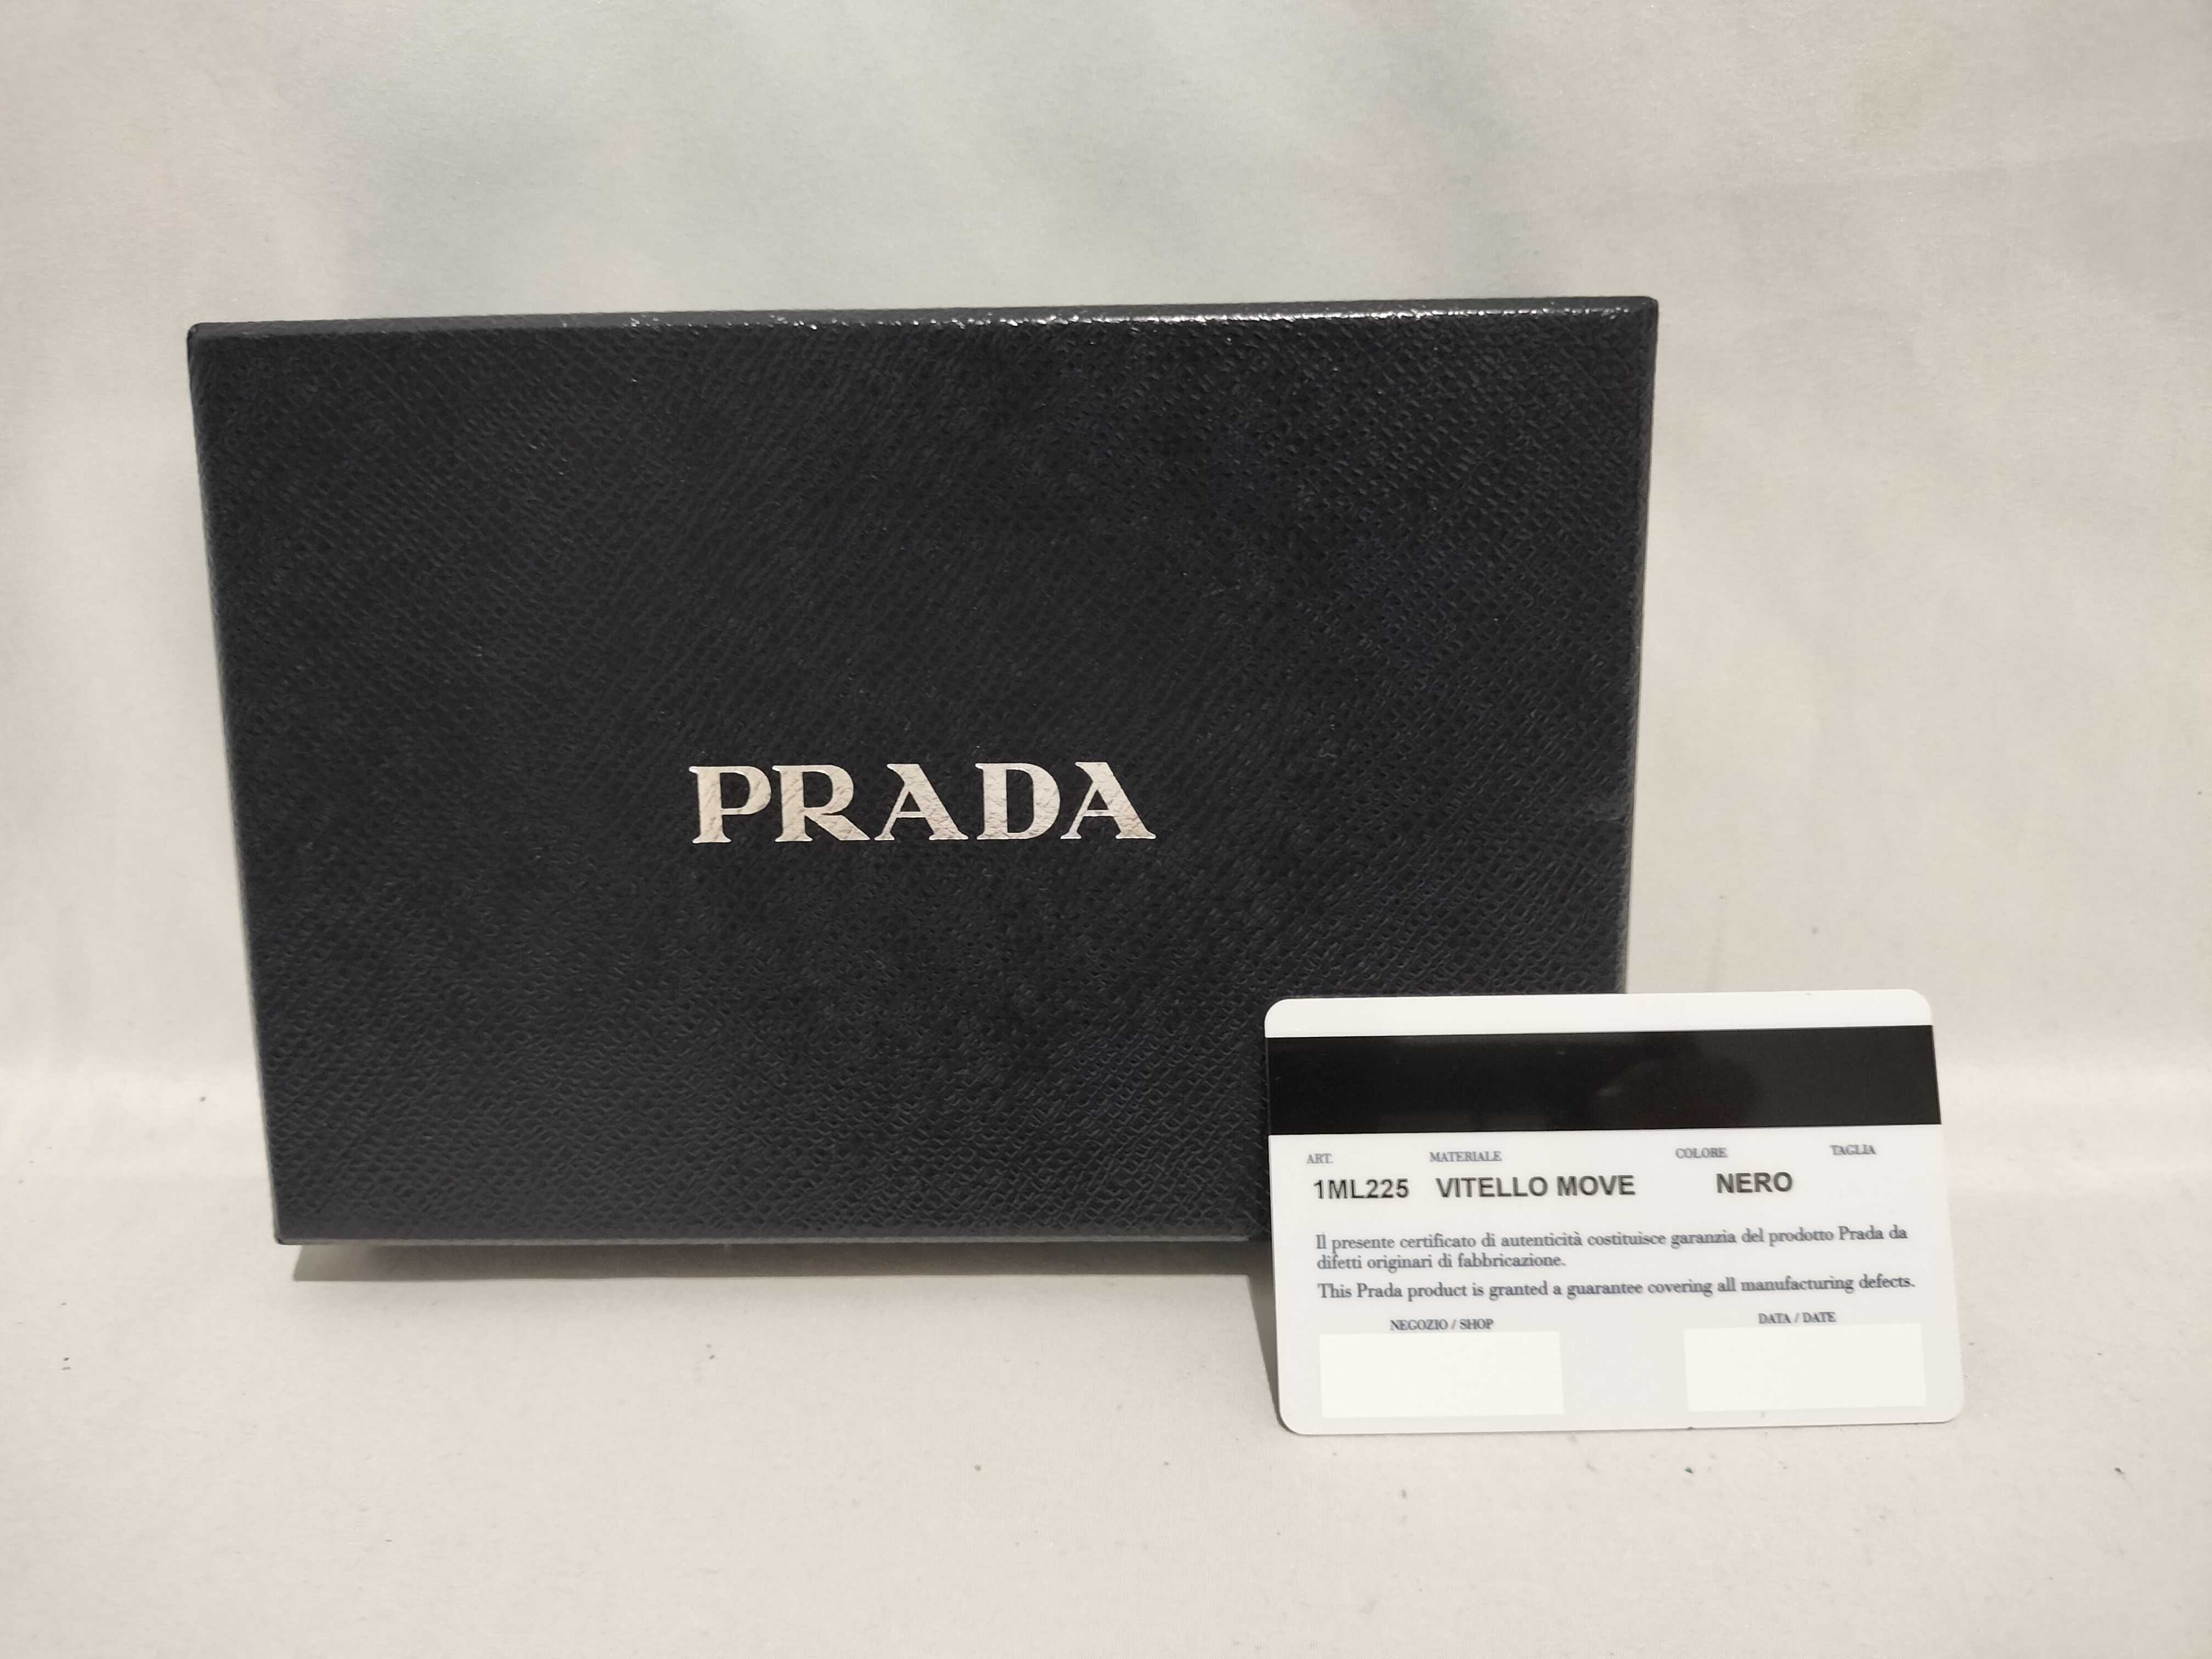 PRADA
ART. MATERIALE COLORE TAGLIA
1ML225 VITELLO MOVE NERO
Il presente certificato di autenticità costituisce garanzia del prodotto Prada da
difetti originari di fabbricazione.
This Prada product is granted a guarantee covering all manufacturing defects.
NEGOZIO / SHOP DATA / DATE